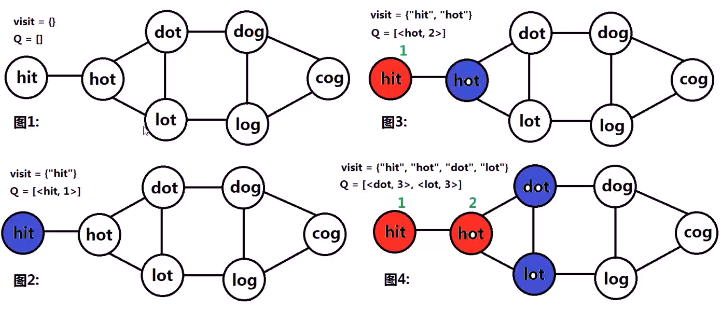 visit = {}
Q = []
hit
hot
dot
dog
lot
log
cog
图1:
visit = {"hit", "hot"}
Q = [<hot, 2>]
1
hit
hot
dot
dog
lot
log
cog
图3:
visit = {"hit"}
Q = [<hit, 1>]
hit
hot
dot
dog
lot
log
cog
图2:
visit = {"hit", "hot", "dot", "lot"}
Q = [<dot, 3>, <lot, 3>]
1
2
hit
hot
dot
dog
lot
log
cog
图4: